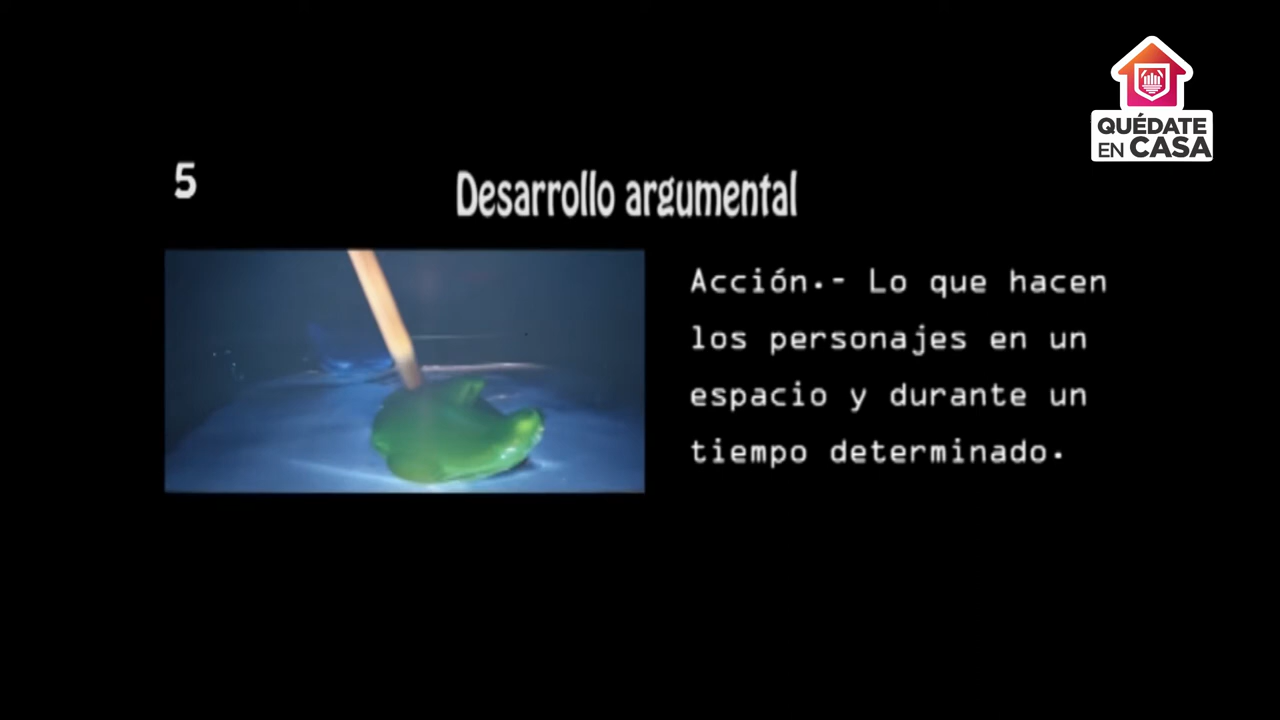 QUÉDATE
EN CASA
5
Desarrollo argumental
Acción.- Lo que hacen
los personajes en un
espacio y durante un
tiempo determinado.